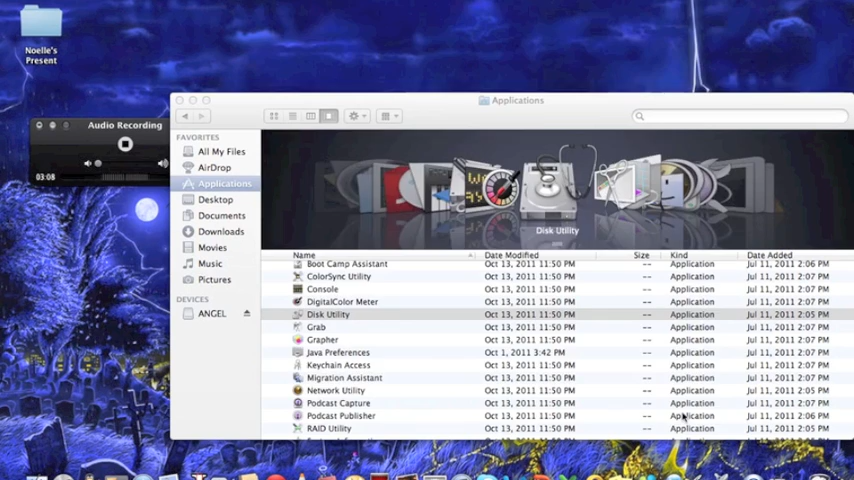 Noelle's
Present
Audio Recording
03:08
Applications
FAVORITES
All My Files
AirDrop
Applications
Desktop
Documents
Downloads
Movies
Music
Pictures
DEVICES
ANGEL
Disk Utility
Name Date Modified Size Kind Date Added
Boot Camp Assistant Oct 13, 2011 11:50 PM -- Application Jul 11, 2011 2:06 PM
ColorSync Utility Oct 13, 2011 11:50 PM -- Application Jul 11, 2011 2:07 PM
Console Oct 13, 2011 11:50 PM -- Application Jul 11, 2011 2:07 PM
DigitalColor Meter Oct 13, 2011 11:50 PM -- Application Jul 11, 2011 2:07 PM
Disk Utility Oct 13, 2011 11:50 PM -- Application Jul 11, 2011 2:05 PM
Grab Oct 13, 2011 11:50 PM -- Application Jul 11, 2011 2:07 PM
Grapher Oct 13, 2011 11:50 PM -- Application Jul 11, 2011 2:07 PM
Java Preferences Oct 1, 2011 3:42 PM -- Application Jul 11, 2011 2:07 PM
Keychain Access Oct 13, 2011 11:50 PM -- Application Jul 11, 2011 2:07 PM
Migration Assistant Oct 13, 2011 11:50 PM -- Application Jul 11, 2011 2:07 PM
Network Utility Oct 13, 2011 11:50 PM -- Application Jul 11, 2011 2:05 PM
Podcast Capture Oct 13, 2011 11:50 PM -- Application Jul 11, 2011 2:07 PM
Podcast Publisher Oct 13, 2011 11:50 PM -- Application Jul 11, 2011 2:06 PM
RAID Utility Oct 13, 2011 11:50 PM -- Application Jul 11, 2011 2:05 PM